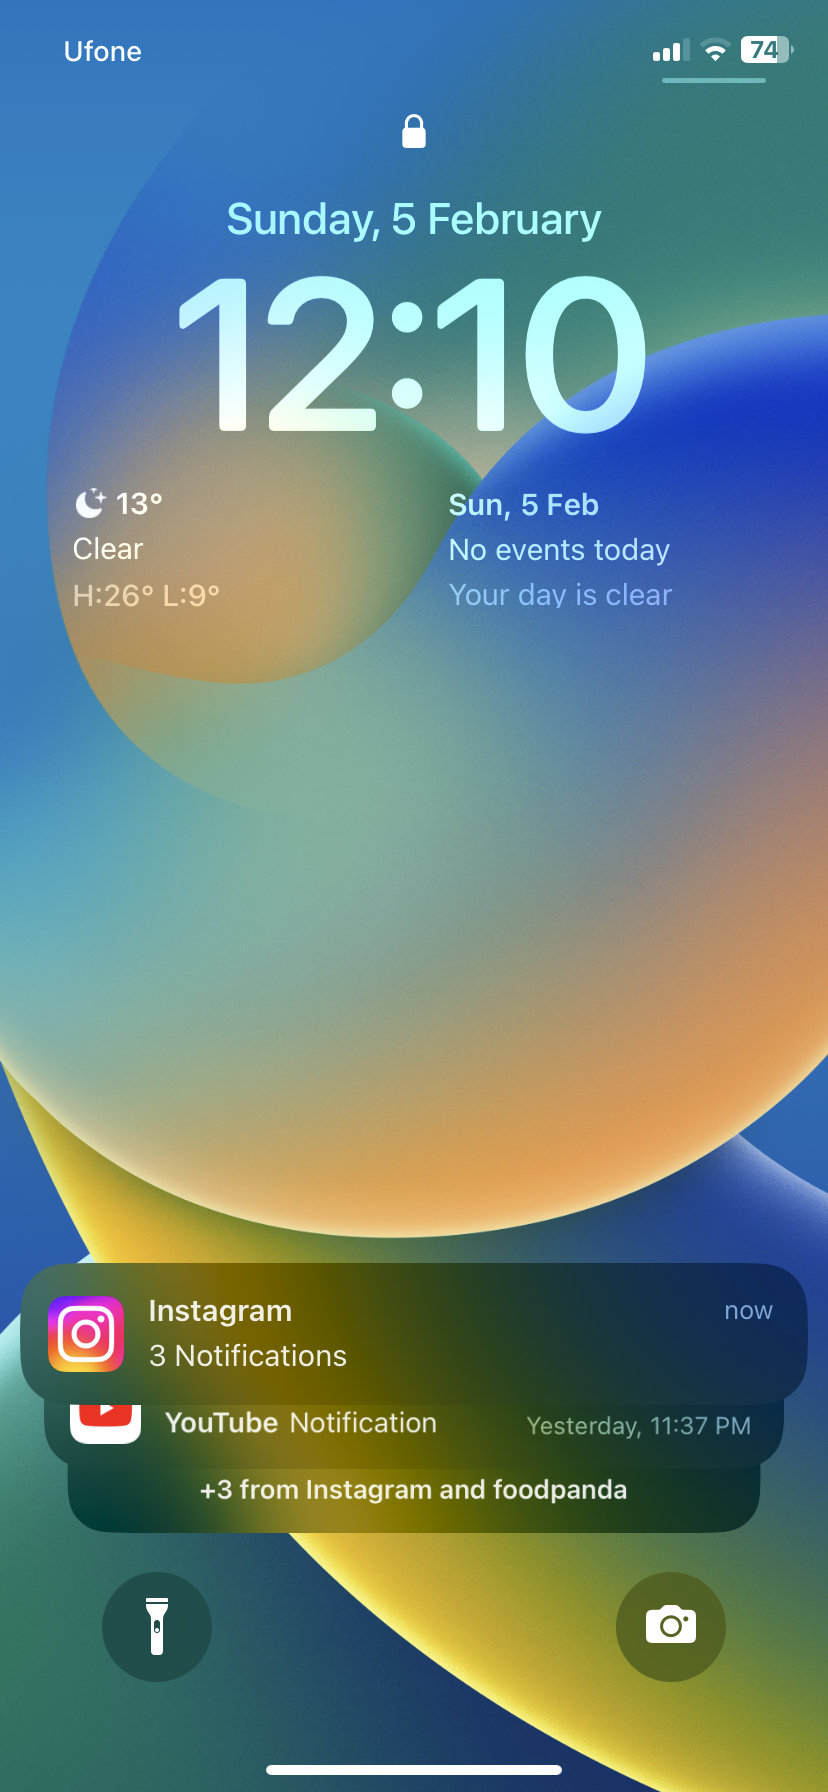 Ufone
74
Sunday, 5 February
12:10
13°
Clear
H:26° L:9°
Sun, 5 Feb
No events today
Your day is clear
Instagram
now
3 Notifications
YouTube Notification
Yesterday, 11:37 PM
+3 from Instagram and foodpanda